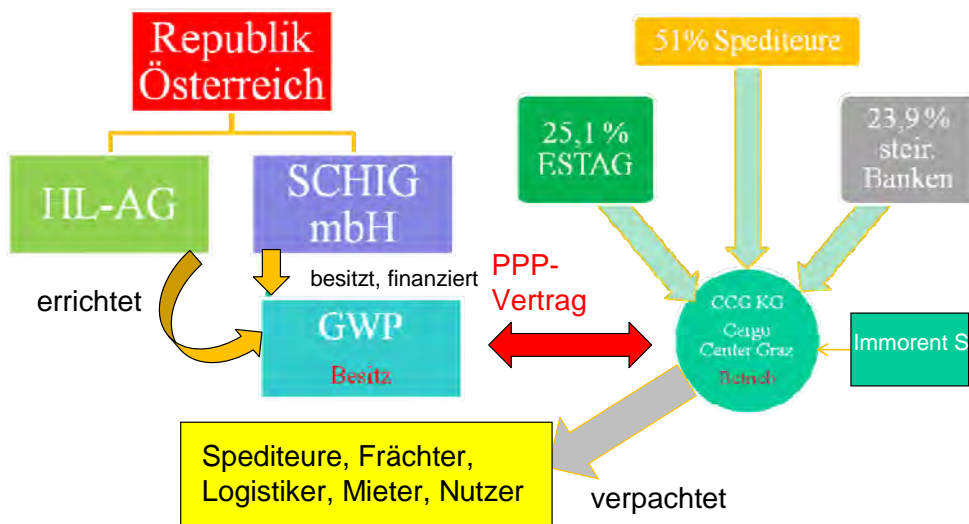 Republik
Österreich
51% Spediteure
25,1 %
ESTAG
23,9 %
steir.
Banken
HL-AG
SCHIG
mbH
errichtet
besitzt, finanziert
PPP-
Vertrag
GWP
Besitz
CCG KG
Cargo
Center Graz
Betrieb
Immorent S
Spediteure, Frächter,
Logistiker, Mieter, Nutzer
verpachtet